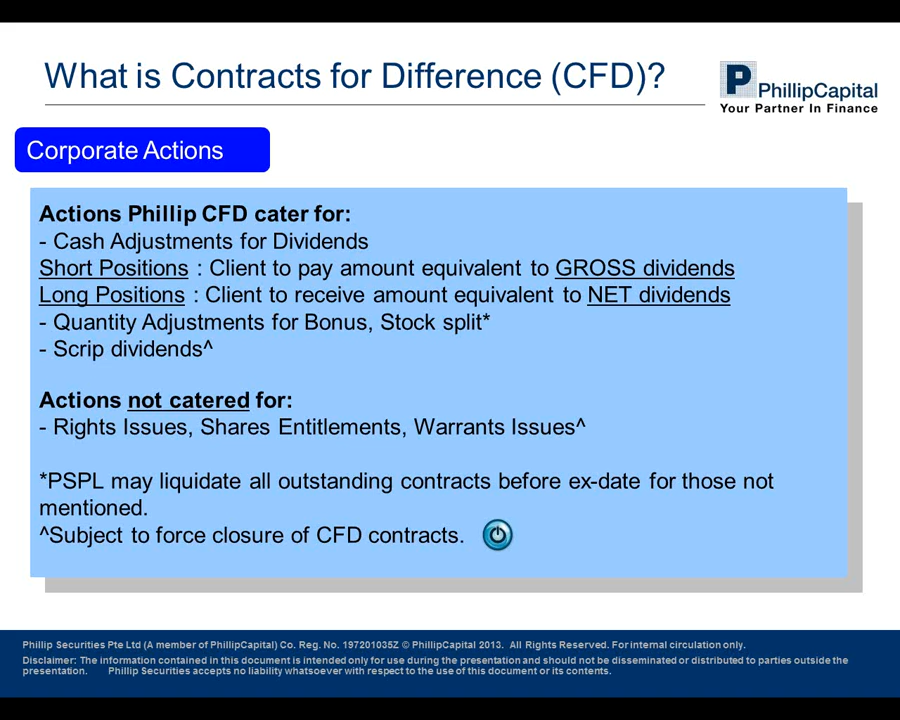 What is Contracts for Difference (CFD)?
P PhillipCapital
Your Partner In Finance
Corporate Actions
Actions Phillip CFD cater for:
- Cash Adjustments for Dividends
Short Positions : Client to pay amount equivalent to GROSS dividends
Long Positions : Client to receive amount equivalent to NET dividends
- Quantity Adjustments for Bonus, Stock split*
- Scrip dividends^
Actions not catered for:
- Rights Issues, Shares Entitlements, Warrants Issues^
*PSPL may liquidate all outstanding contracts before ex-date for those not
mentioned.
^Subject to force closure of CFD contracts.
Phillip Securities Pte Ltd (A member of PhillipCapital) Co. Reg. No. 197201035Z © PhillipCapital 2013. All Rights Reserved. For internal circulation only.
Disclaimer: The information contained in this document is intended only for use during the presentation and should not be disseminated or distributed to parties outside the
presentation. Phillip Securities accepts no liability whatsoever with respect to the use of this document or its contents.